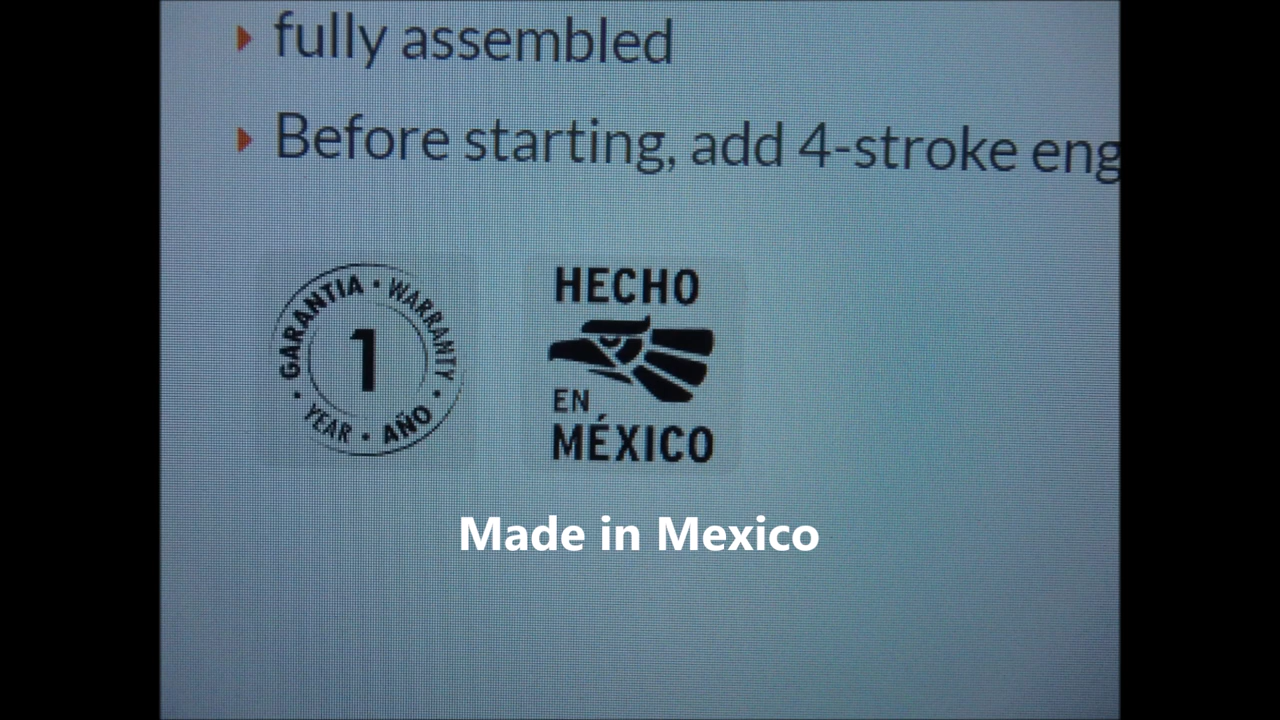 fully assembled
Before starting, add 4-stroke eng
GARANTIA · WARRANTY · AÑO · YEAR ·
1
HECHO
EN
MÉXICO
Made in Mexico